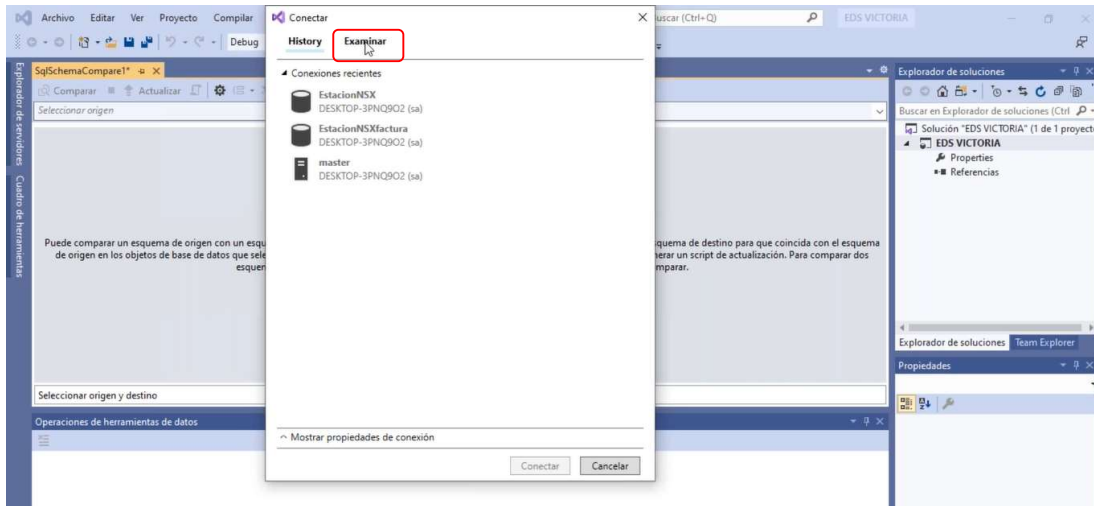 Archivo Editar Ver Proyecto Compilar
Conectar
uscar (Ctrl+Q)
EDS VICTORIA
Debug
History Examinar
SqlSchemaCompare1*
Comparar Actualizar
Seleccionar origen
Conexiones recientes
EstacionNSX
DESKTOP-3PNQ9O2 (sa)
EstacionNSXfactura
DESKTOP-3PNQ9O2 (sa)
master
DESKTOP-3PNQ9O2 (sa)
Puede comparar un esquema de origen con un esqu
de origen en los objetos de base de datos que sele
esquen
squema de destino para que coincida con el esquema
erar un script de actualización. Para comparar dos
mparar.
Seleccionar origen y destino
Operaciones de herramientas de datos
Mostrar propiedades de conexión
Conectar Cancelar
Explorador de servidores
Cuadro de herramientas
Explorador de soluciones
Buscar en Explorador de soluciones (Ctrl
Solución "EDS VICTORIA" (1 de 1 proyect
EDS VICTORIA
Properties
Referencias
Explorador de soluciones Team Explorer
Propiedades